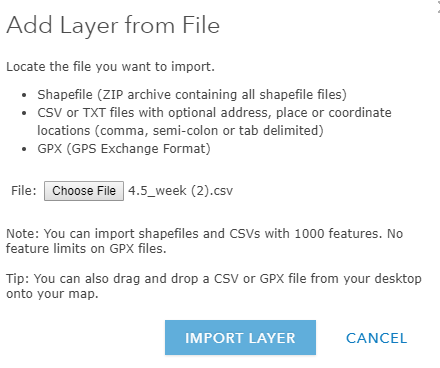 Add Layer from File
Locate the file you want to import.
• Shapefile (ZIP archive containing all shapefile files)
• CSV or TXT files with optional address, place or coordinate
locations (comma, semi-colon or tab delimited)
• GPX (GPS Exchange Format)
File: Choose File 4.5_week (2).csv
Note: You can import shapefiles and CSVs with 1000 features. No
feature limits on GPX files.
Tip: You can also drag and drop a CSV or GPX file from your desktop
onto your map.
IMPORT LAYER CANCEL